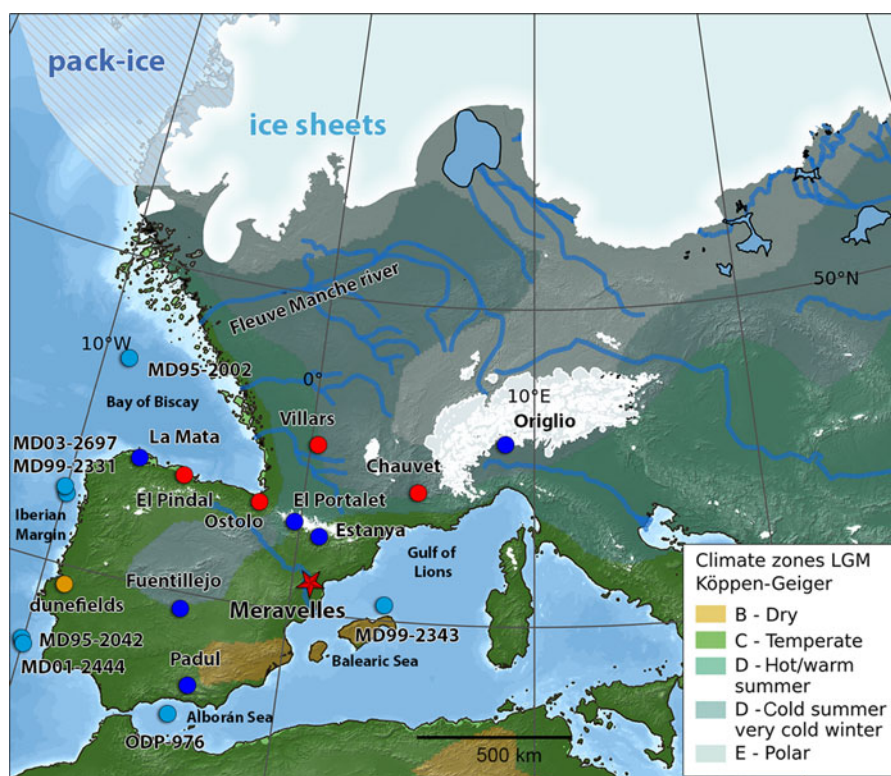 pack-ice
ice sheets
50°N
Fleuve Manche river
10°W
MD95-2002
0°
Bay of Biscay
10°E
Villars
Origlio
MD03-2697
La Mata
MD99-2331
Chauvet
El Pindal
El Portalet
Iberian
Margin
Ostolo
Estanya
Gulf of
Lions
Fuentillejo
dunefields
Meravelles
MD99-2343
MD95-2042
Balearic Sea
MD01-2444
Padul
Alborán Sea
ODP-976
500 km
Climate zones LGM
Köppen-Geiger
B - Dry
C - Temperate
D - Hot/warm
summer
D - Cold summer
very cold winter
E - Polar